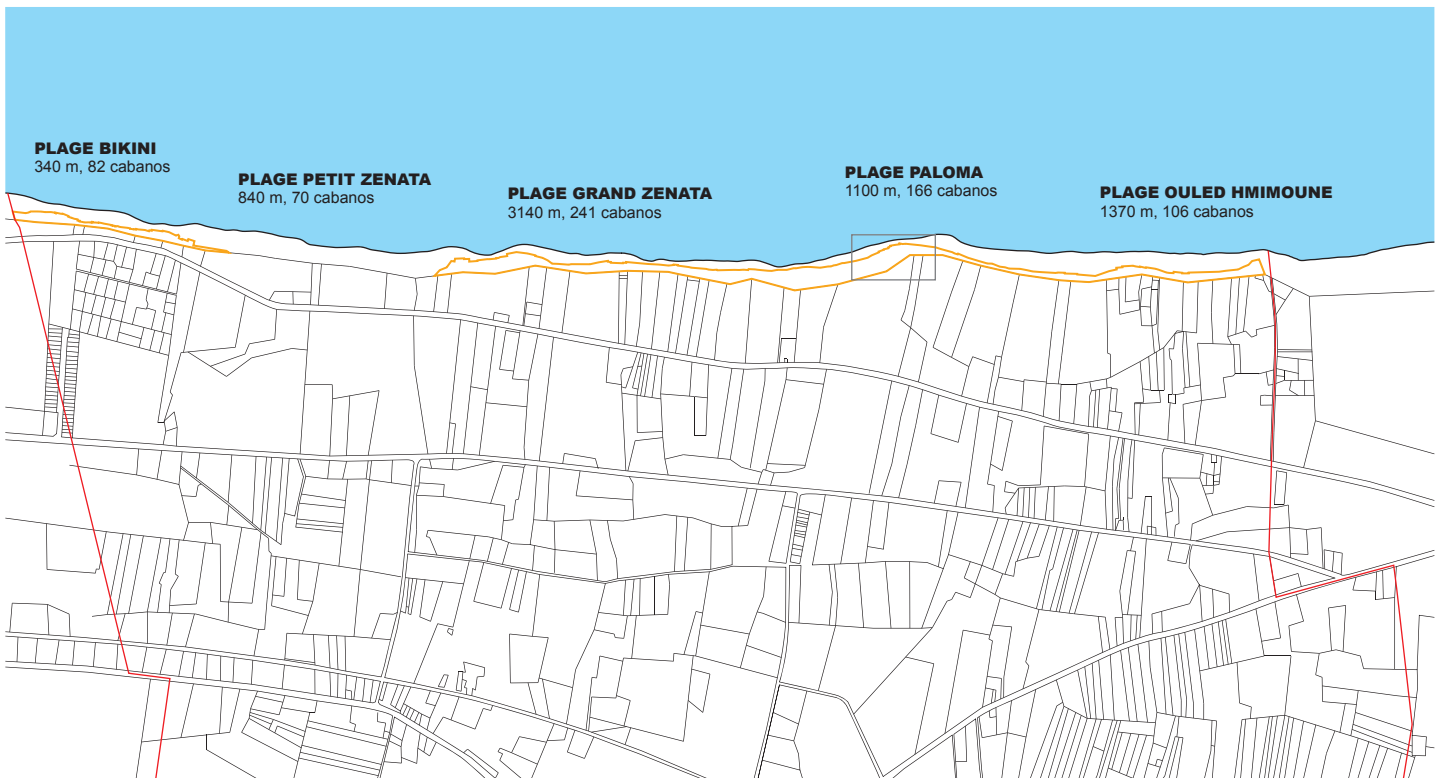 PLAGE BIKINI
340 m, 82 cabanos
PLAGE PETIT ZENATA
840 m, 70 cabanos
PLAGE GRAND ZENATA
3140 m, 241 cabanos
PLAGE PALOMA
1100 m, 166 cabanos
PLAGE OULED HMIMOUNE
1370 m, 106 cabanos